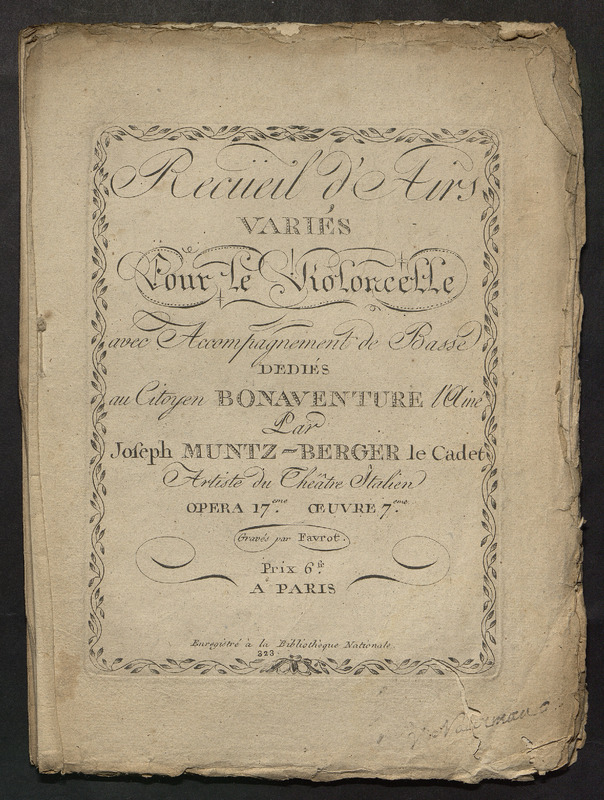 Recüeil d'Airs
VARIÉS
Pour le Violoncelle
avec Accompagnement de Basse
DEDIÉS
au Citoyen BONAVENTURE l'Ainé
Par
Joseph MUNTZ-BERGER le Cadet
Artiste du Théâtre Italien
OPERA 17.eme ŒUVRE 7.eme
Gravés par Favrot.
Prix 6.tt
A PARIS
Enregistré à la Bibliothèque Nationale.
323